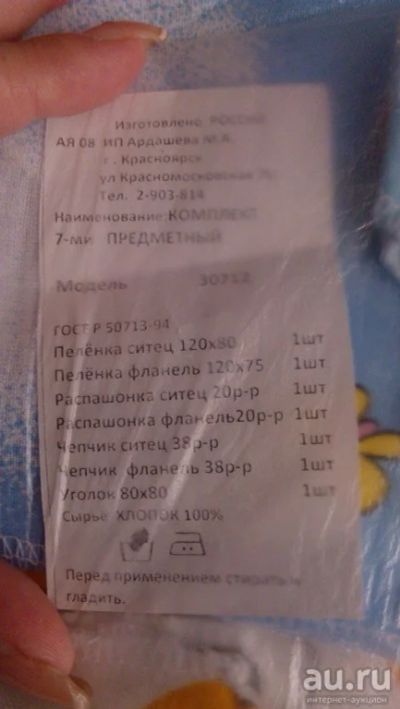 Изготовлено РОССИЯ
АЯ 08 ИП Ардашева М.А.
г. Красноярск
ул Красномосковская
Тел. 2-903-814
Наименование:КОМПЛЕКТ
7-ми ПРЕДМЕТНЫЙ
Модель 30712
ГОСТ Р 50713-94
Пелёнка ситец 120х80 1шт
Пелёнка фланель 120х75 1шт
Распашонка ситец 20р-р 1шт
Распашонка фланель20р-р 1шт
Чепчик ситец 38р-р 1шт
Чепчик фланель 38р-р 1шт
Уголок 80х80 1шт
Сырье ХЛОПОК 100%
Перед применением стирать и
гладить.
au.ru
интернет-аукцион